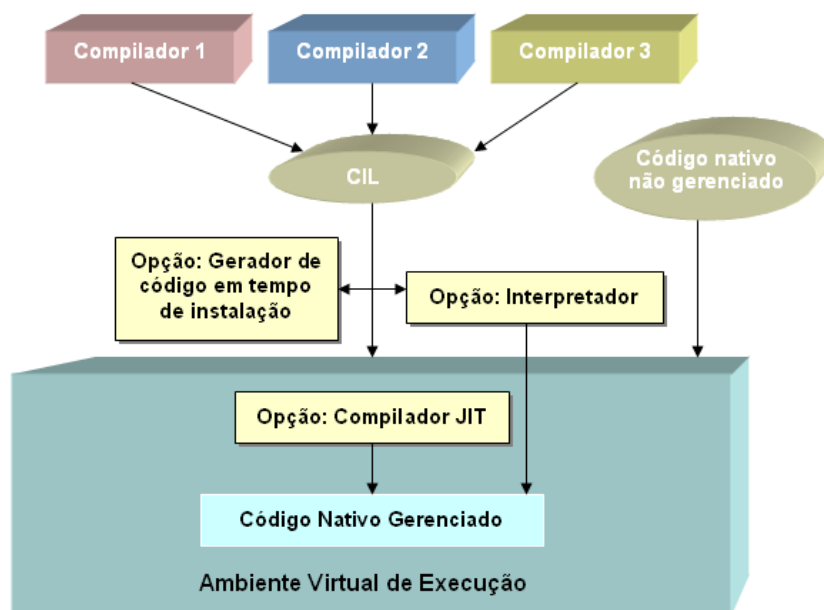 Compilador 1
Compilador 2
Compilador 3
CIL
Código nativo
não gerenciado
Opção: Gerador de
código em tempo
de instalação
Opção: Interpretador
Opção: Compilador JIT
Código Nativo Gerenciado
Ambiente Virtual de Execução